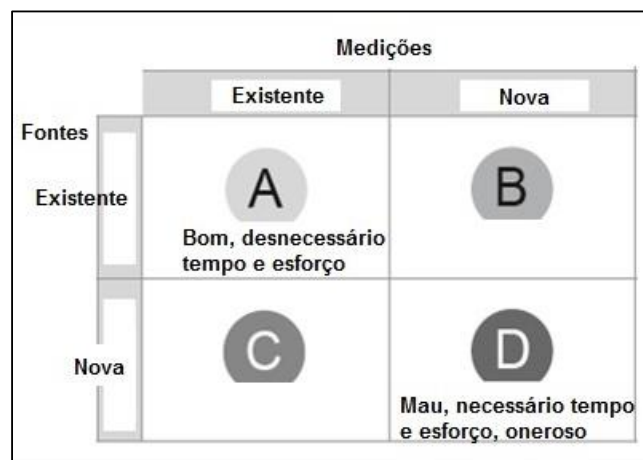 Medições
Existente
Nova
Fontes
Existente
A
B
Bom, desnecessário
tempo e esforço
Nova
C
D
Mau, necessário tempo
e esforço, oneroso